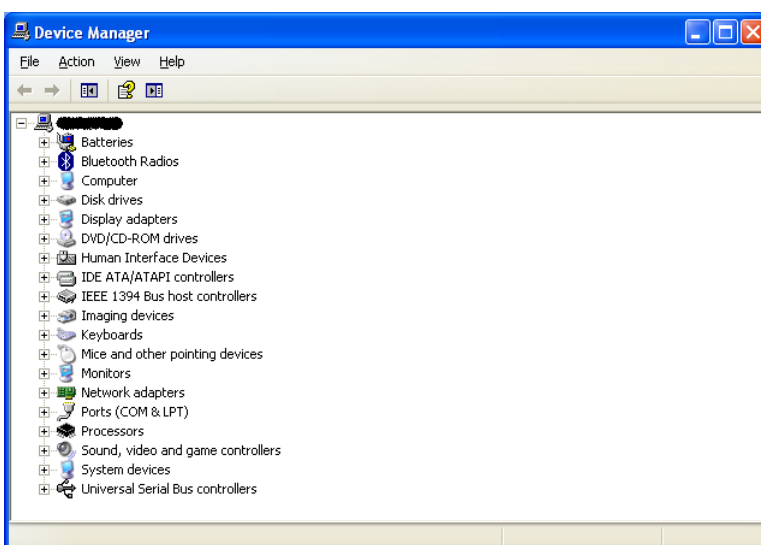 Device Manager
File Action View Help
Batteries
Bluetooth Radios
Computer
Disk drives
Display adapters
DVD/CD-ROM drives
Human Interface Devices
IDE ATA/ATAPI controllers
IEEE 1394 Bus host controllers
Imaging devices
Keyboards
Mice and other pointing devices
Monitors
Network adapters
Ports (COM & LPT)
Processors
Sound, video and game controllers
System devices
Universal Serial Bus controllers